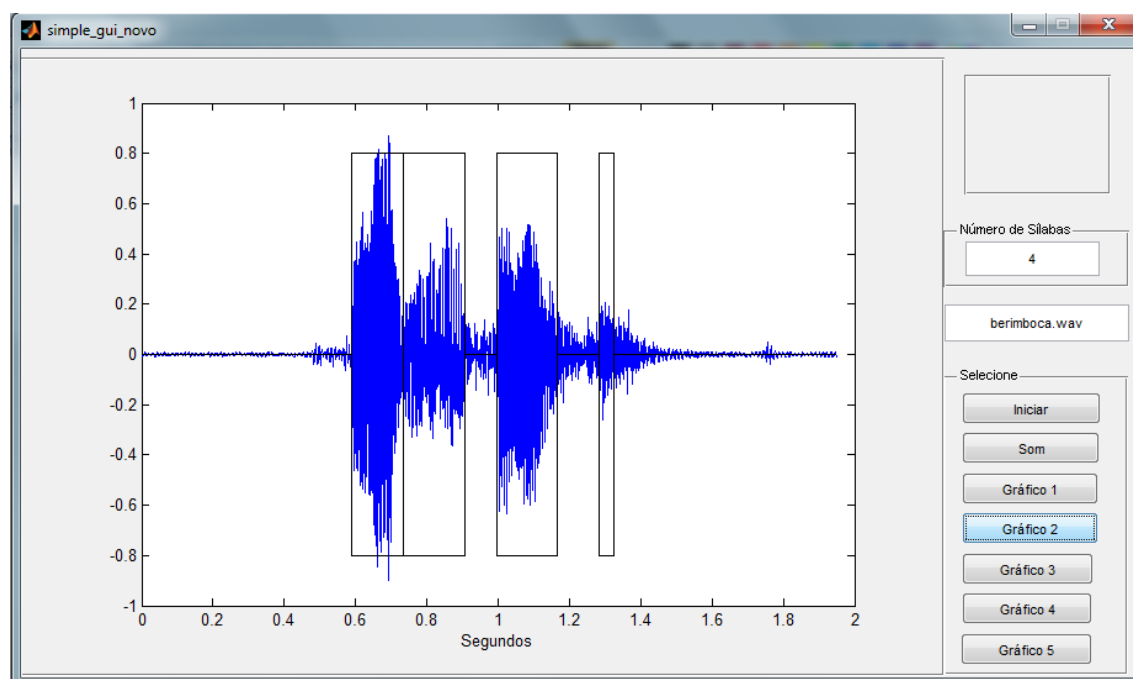 simple_gui_novo
1
0.8
0.6
0.4
0.2
0
-0.2
-0.4
-0.6
-0.8
-1
0 0.2 0.4 0.6 0.8 1 1.2 1.4 1.6 1.8 2
Segundos
Número de Sílabas
4
berimboca.wav
Selecione
Iniciar
Som
Gráfico 1
Gráfico 2
Gráfico 3
Gráfico 4
Gráfico 5